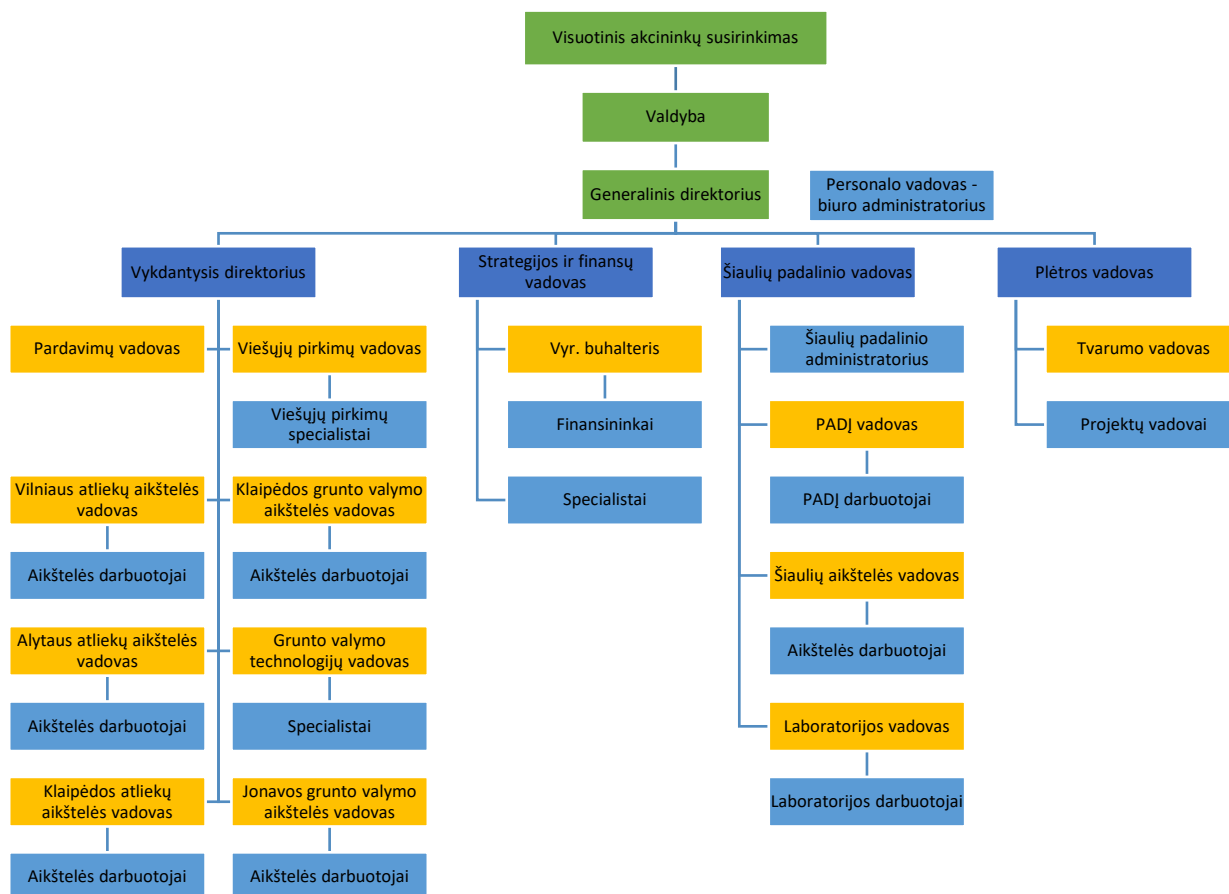 Visuotinis akcininkų susirinkimas
Valdyba
Generalinis direktorius
Personalo vadovas -
biuro administratorius
Vykdantysis direktorius
Strategijos ir finansų
vadovas
Šiaulių padalinio vadovas
Plėtros vadovas
Pardavimų vadovas
Viešųjų pirkimų vadovas
Vyr. buhalteris
Šiaulių padalinio
administratorius
Tvarumo vadovas
Viešųjų pirkimų
specialistai
Finansininkai
PADĮ vadovas
Projektų vadovai
Vilniaus atliekų aikštelės
vadovas
Klaipėdos grunto valymo
aikštelės vadovas
Specialistai
PADĮ darbuotojai
Aikštelės darbuotojai
Aikštelės darbuotojai
Šiaulių aikštelės vadovas
Alytaus atliekų aikštelės
vadovas
Grunto valymo
technologijų vadovas
Aikštelės darbuotojai
Aikštelės darbuotojai
Specialistai
Laboratorijos vadovas
Klaipėdos atliekų
aikštelės vadovas
Jonavos grunto valymo
aikštelės vadovas
Laboratorijos darbuotojai
Aikštelės darbuotojai
Aikštelės darbuotojai